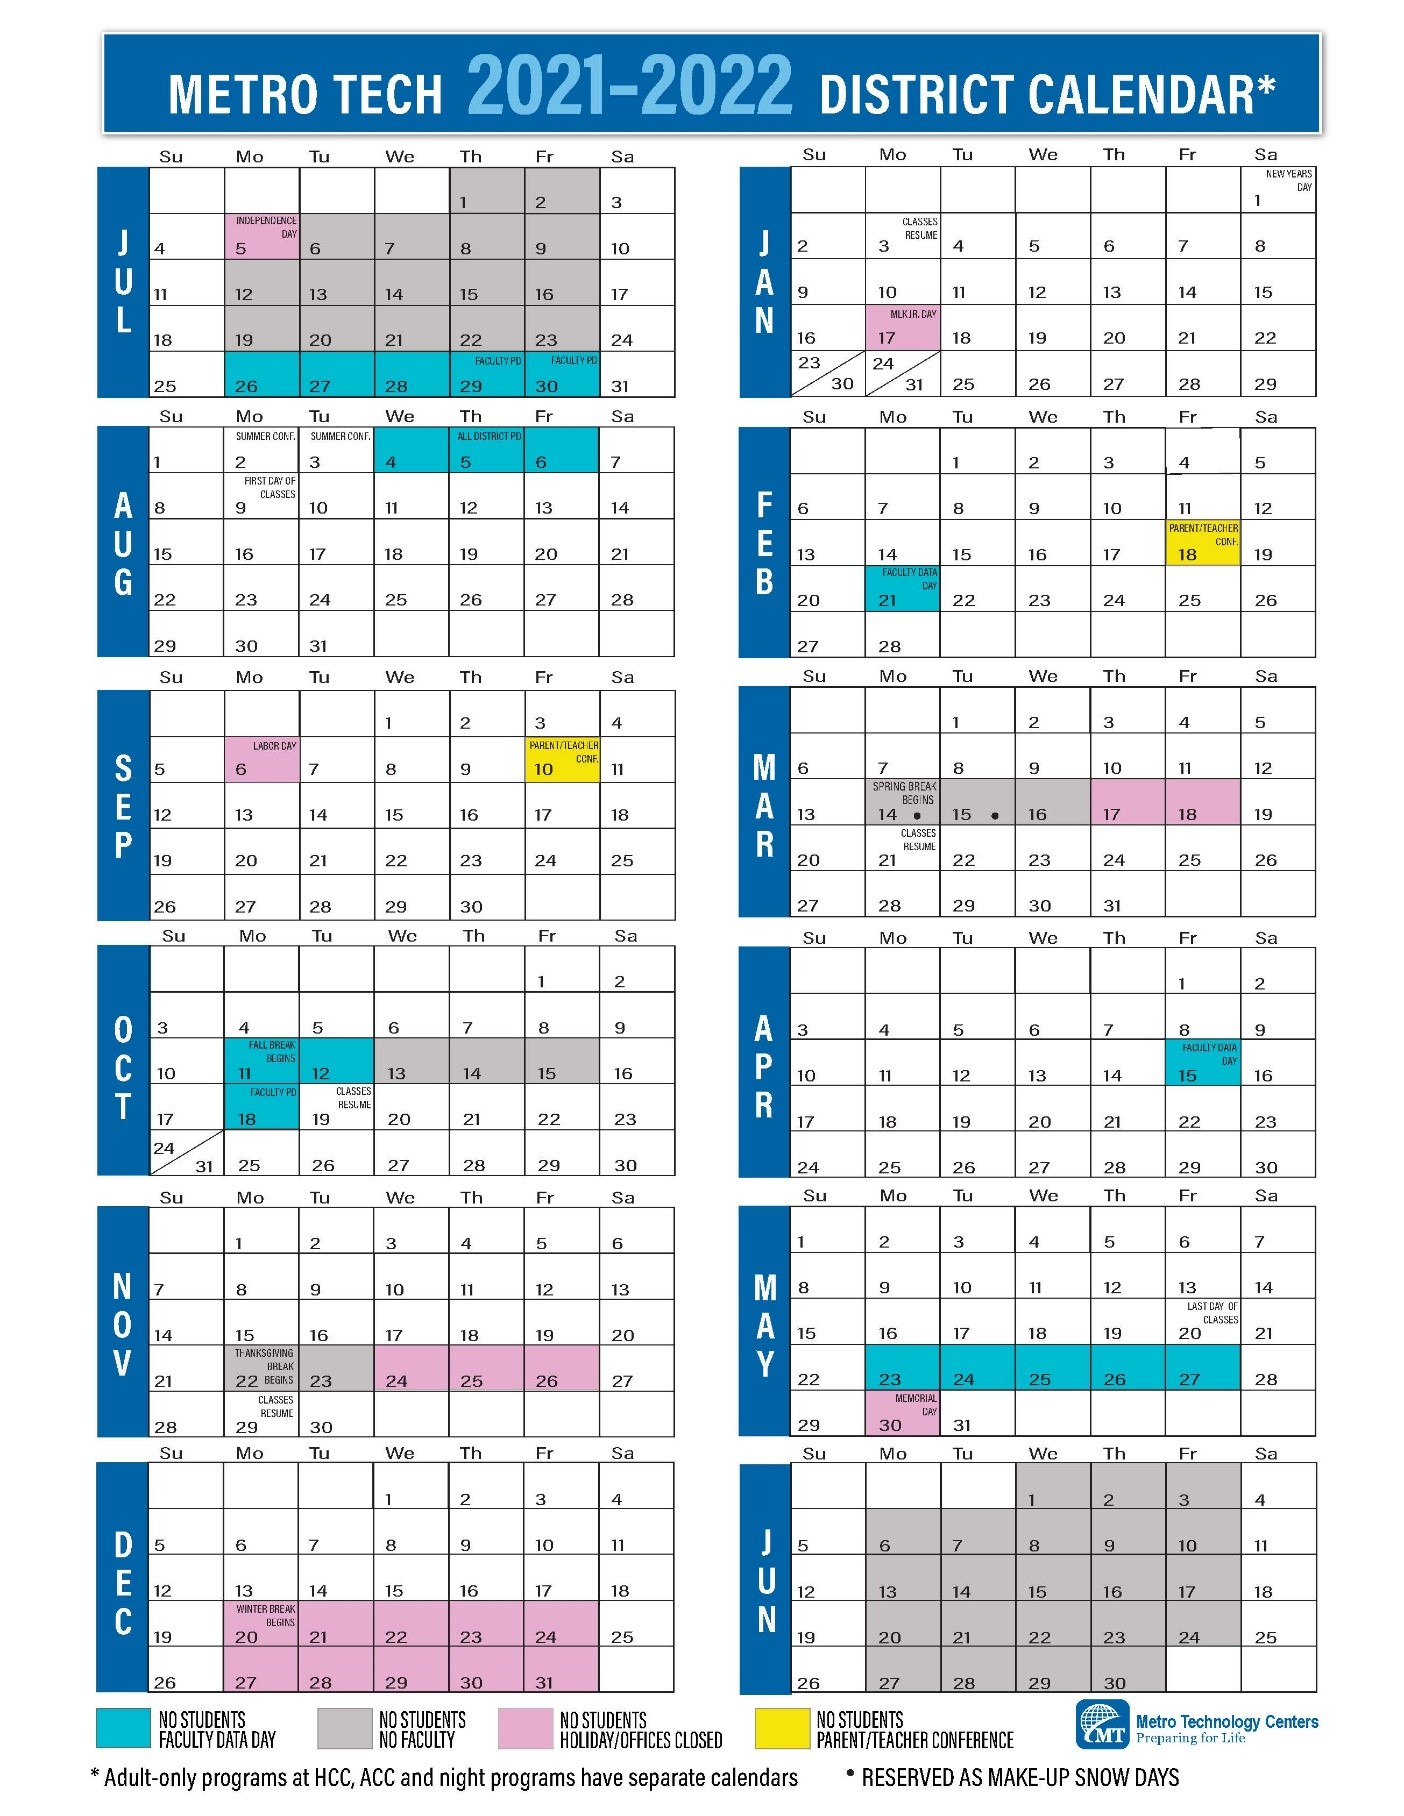 METRO TECH 2021-2022 DISTRICT CALENDAR*
JUL
Su Mo Tu We Th Fr Sa
1 2 3
INDEPENDENCE DAY
4 5 6 7 8 9 10
11 12 13 14 15 16 17
18 19 20 21 22 23 24
FACULTY PD FACULTY PD
25 26 27 28 29 30 31
AUG
Su Mo Tu We Th Fr Sa
SUMMER CONF. SUMMER CONF. ALL DISTRICT PD
1 2 3 4 5 6 7
FIRST DAY OF CLASSES
8 9 10 11 12 13 14
15 16 17 18 19 20 21
22 23 24 25 26 27 28
29 30 31
SEP
Su Mo Tu We Th Fr Sa
1 2 3 4
LABOR DAY PARENT/TEACHER CONF.
5 6 7 8 9 10 11
12 13 14 15 16 17 18
19 20 21 22 23 24 25
26 27 28 29 30
OCT
Su Mo Tu We Th Fr Sa
1 2
3 4 5 6 7 8 9
FALL BREAK BEGINS
10 11 12 13 14 15 16
FACULTY PD CLASSES RESUME
17 18 19 20 21 22 23
24 31 25 26 27 28 29 30
NOV
Su Mo Tu We Th Fr Sa
1 2 3 4 5 6
7 8 9 10 11 12 13
14 15 16 17 18 19 20
THANKSGIVING BREAK BEGINS
21 22 23 24 25 26 27
CLASSES RESUME
28 29 30
DEC
Su Mo Tu We Th Fr Sa
1 2 3 4
5 6 7 8 9 10 11
12 13 14 15 16 17 18
WINTER BREAK BEGINS
19 20 21 22 23 24 25
26 27 28 29 30 31
JAN
Su Mo Tu We Th Fr Sa
NEW YEARS DAY
1
CLASSES RESUME
2 3 4 5 6 7 8
9 10 11 12 13 14 15
MLK JR. DAY
16 17 18 19 20 21 22
23 30 24 31 25 26 27 28 29
FEB
Su Mo Tu We Th Fr Sa
1 2 3 4 5
6 7 8 9 10 11 12
PARENT/TEACHER CONF.
13 14 15 16 17 18 19
FACULTY DATA DAY
20 21 22 23 24 25 26
27 28
MAR
Su Mo Tu We Th Fr Sa
1 2 3 4 5
6 7 8 9 10 11 12
SPRING BREAK BEGINS
13 14 • 15 • 16 17 18 19
CLASSES RESUME
20 21 22 23 24 25 26
27 28 29 30 31
APR
Su Mo Tu We Th Fr Sa
1 2
3 4 5 6 7 8 9
FACULTY DATA DAY
10 11 12 13 14 15 16
17 18 19 20 21 22 23
24 25 26 27 28 29 30
MAY
Su Mo Tu We Th Fr Sa
1 2 3 4 5 6 7
8 9 10 11 12 13 14
LAST DAY OF CLASSES
15 16 17 18 19 20 21
22 23 24 25 26 27 28
MEMORIAL DAY
29 30 31
JUN
Su Mo Tu We Th Fr Sa
1 2 3 4
5 6 7 8 9 10 11
12 13 14 15 16 17 18
19 20 21 22 23 24 25
26 27 28 29 30
NO STUDENTS
FACULTY DATA DAY
NO STUDENTS
NO FACULTY
NO STUDENTS
HOLIDAY/OFFICES CLOSED
NO STUDENTS
PARENT/TEACHER CONFERENCE
MT
Metro Technology Centers
Preparing for Life
* Adult-only programs at HCC, ACC and night programs have separate calendars
• RESERVED AS MAKE-UP SNOW DAYS